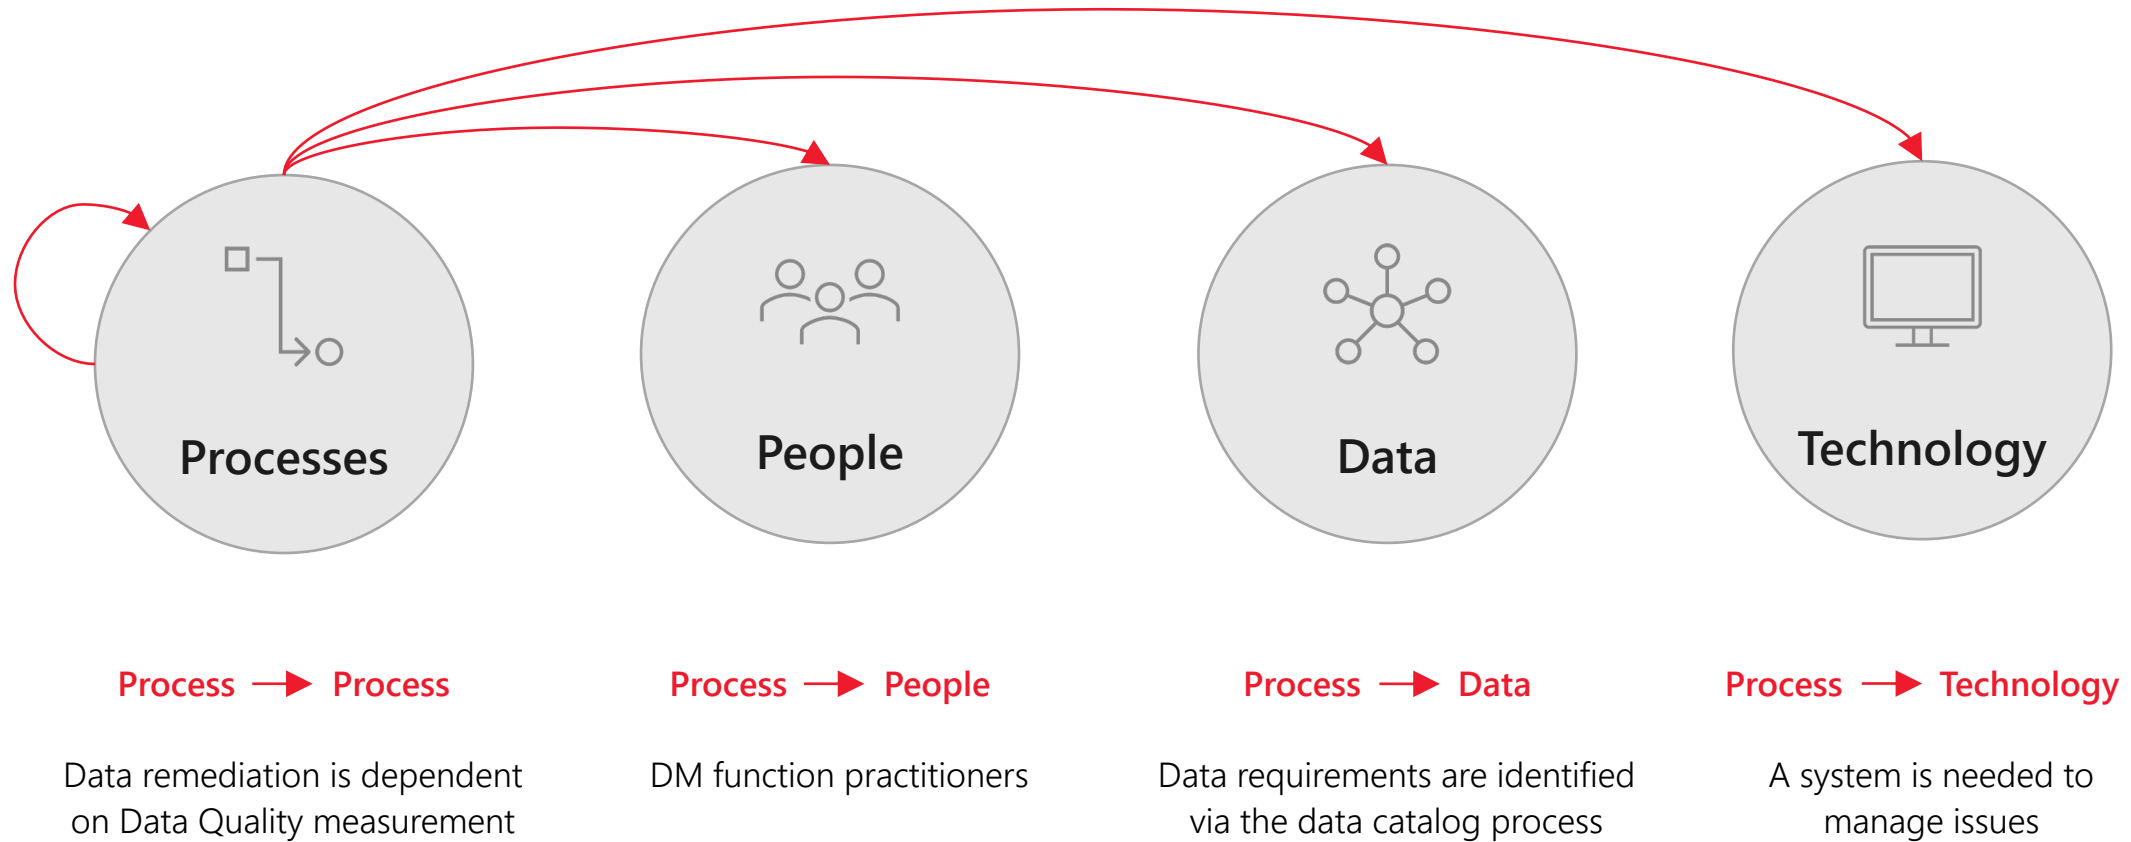 Processes
People
Data
Technology
Process → Process
Process → People
Process → Data
Process → Technology
Data remediation is dependent
on Data Quality measurement
DM function practitioners
Data requirements are identified
via the data catalog process
A system is needed to
manage issues